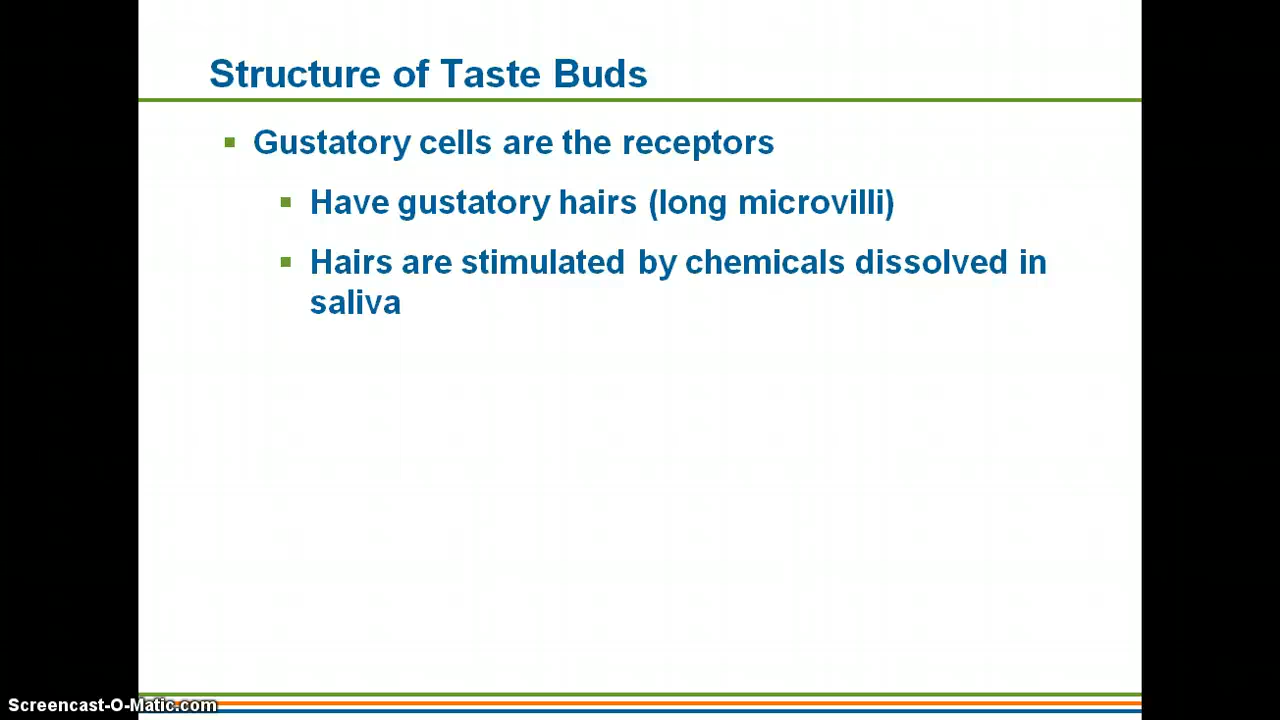 Structure of Taste Buds
Gustatory cells are the receptors
Have gustatory hairs (long microvilli)
Hairs are stimulated by chemicals dissolved in
saliva
Screencast-O-Matic.com